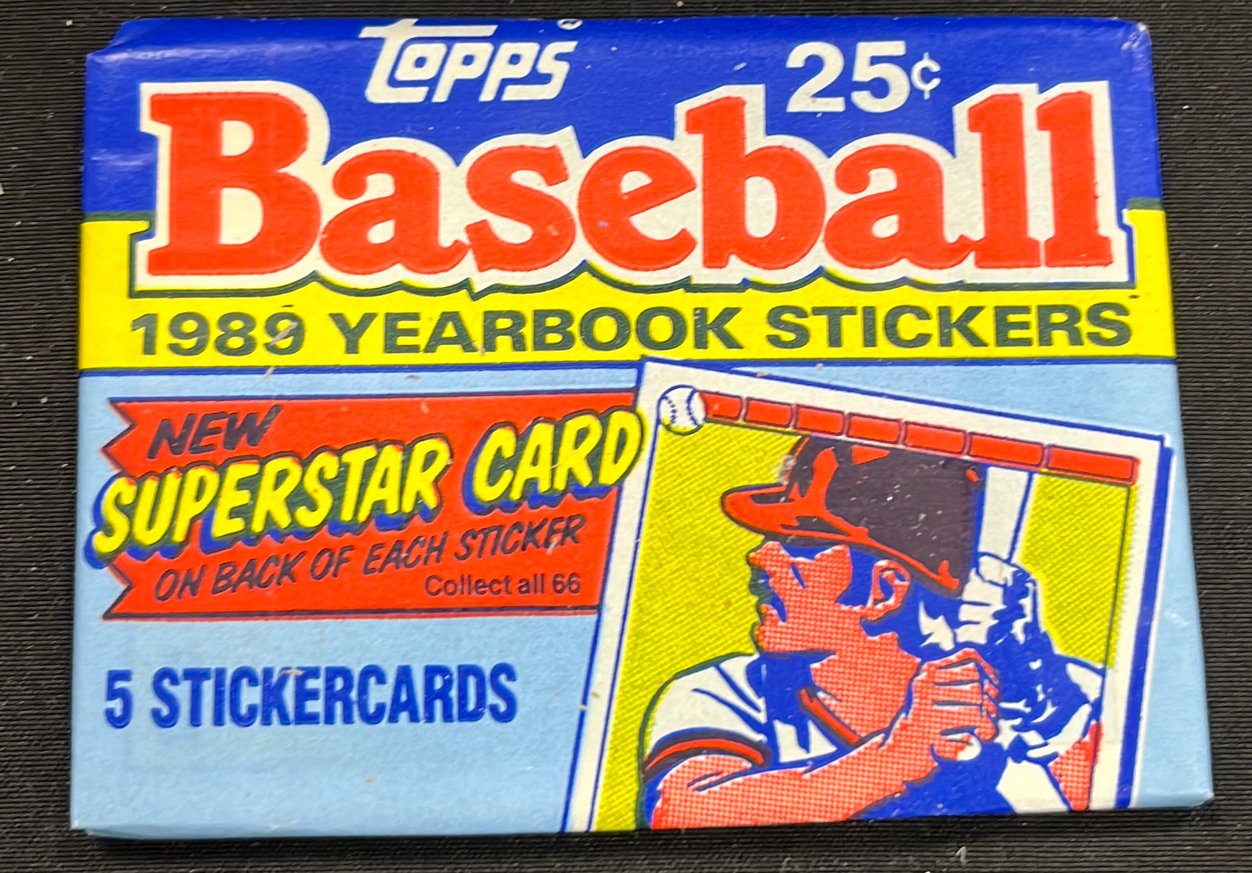 Topps 25¢
Baseball
1989 YEARBOOK STICKERS
NEW
SUPERSTAR CARD
ON BACK OF EACH STICKER
Collect all 66
5 STICKERCARDS